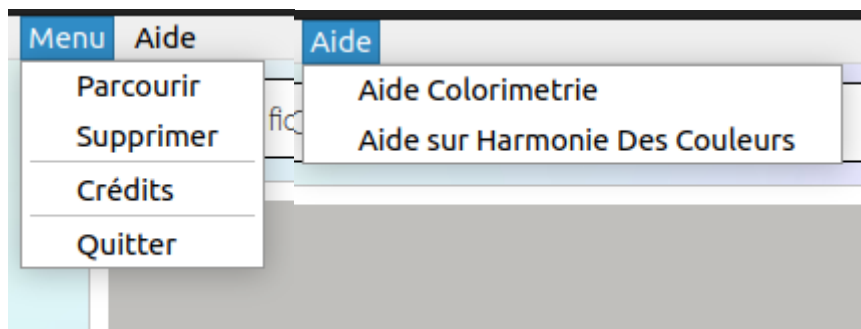 Menu Aide
Parcourir
Supprimer
Crédits
Quitter
Aide
Aide Colorimetrie
Aide sur Harmonie Des Couleurs